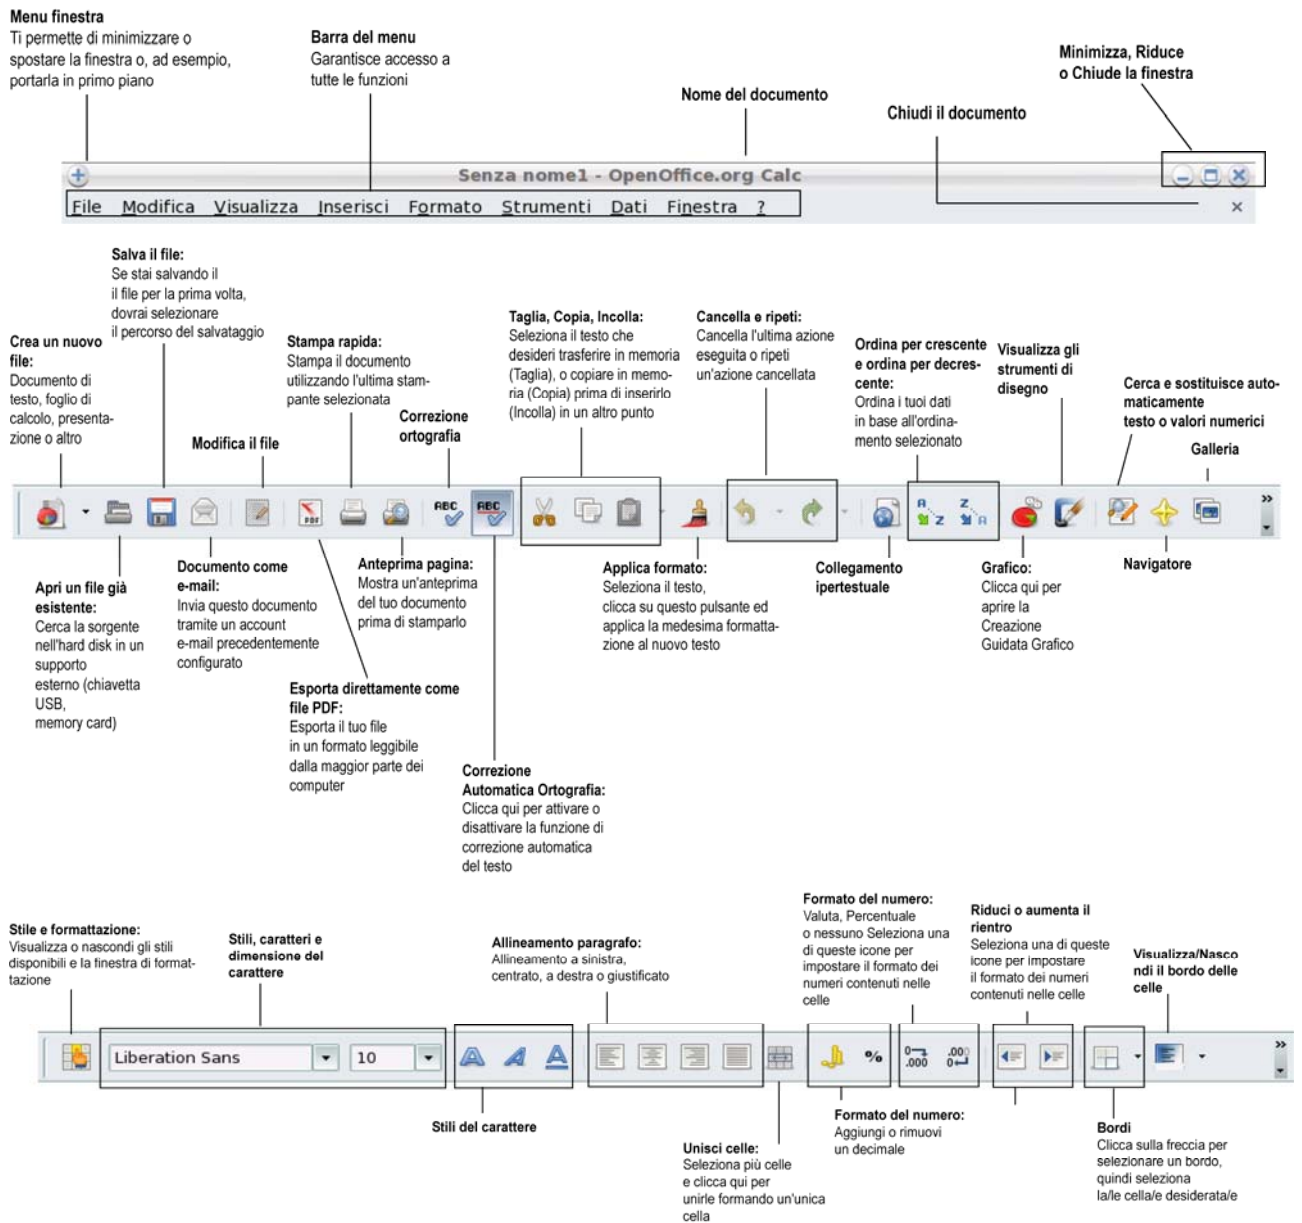 Menu finestra
Ti permette di minimizzare o
spostare la finestra o, ad esempio,
portarla in primo piano
Barra del menu
Garantisce accesso a
tutte le funzioni
Nome del documento
Chiudi il documento
Minimizza, Riduce
o Chiude la finestra
Senza nome1 - OpenOffice.org Calc
File Modifica Visualizza Inserisci Formato Strumenti Dati Finestra ?
Salva il file:
Se stai salvando il
il file per la prima volta,
dovrai selezionare
il percorso del salvataggio
Crea un nuovo
file:
Documento di
testo, foglio di
calcolo, presenta-
zione o altro
Modifica il file
Stampa rapida:
Stampa il documento
utilizzando l'ultima stam-
pante selezionata
Correzione
ortografia
Taglia, Copia, Incolla:
Seleziona il testo che
desideri trasferire in memoria
(Taglia), o copiare in memo-
ria (Copia) prima di inserirlo
(Incolla) in un altro punto
Cancella e ripeti:
Cancella l'ultima azione
eseguita o ripeti
un'azione cancellata
Ordina per crescente
e ordina per decres-
cente:
Ordina i tuoi dati
in base all'ordina-
mento selezionato
Visualizza gli
strumenti di
disegno
Cerca e sostituisce auto-
maticamente
testo o valori numerici
Galleria
PDF
ABC
ABC
A
Z
Z
A
Apri un file già
esistente:
Cerca la sorgente
nell'hard disk in un
supporto
esterno (chiavetta
USB,
memory card)
Documento come
e-mail:
Invia questo documento
tramite un account
e-mail precedentemente
configurato
Anteprima pagina:
Mostra un'anteprima
del tuo documento
prima di stamparlo
Esporta direttamente come
file PDF:
Esporta il tuo file
in un formato leggibile
dalla maggior parte dei
computer
Correzione
Automatica Ortografia:
Clicca qui per attivare o
disattivare la funzione di
correzione automatica
del testo
Applica formato:
Seleziona il testo,
clicca su questo pulsante ed
applica la medesima formatta-
zione al nuovo testo
Collegamento
ipertestuale
Grafico:
Clicca qui per
aprire la
Creazione
Guidata Grafico
Navigatore
Stile e formattazione:
Visualizza o nascondi gli stili
disponibili e la finestra di format-
tazione
Stili, caratteri e
dimensione del
carattere
Allineamento paragrafo:
Allineamento a sinistra,
centrato, a destra o giustificato
Formato del numero:
Valuta, Percentuale
o nessuno Seleziona una
di queste icone per
impostare il formato dei
numeri contenuti nelle
celle
Riduci o aumenta il
rientro
Seleziona una di queste
icone per impostare
il formato dei numeri
contenuti nelle celle
Visualizza/Nasco
ndi il bordo delle
celle
Liberation Sans
10
A A A
%
0 .000
.000 0
Stili del carattere
Unisci celle:
Seleziona più celle
e clicca qui per
unirle formando un'unica
cella
Formato del numero:
Aggiungi o rimuovi
un decimale
Bordi
Clicca sulla freccia per
selezionare un bordo,
quindi seleziona
la/le cella/e desiderata/e